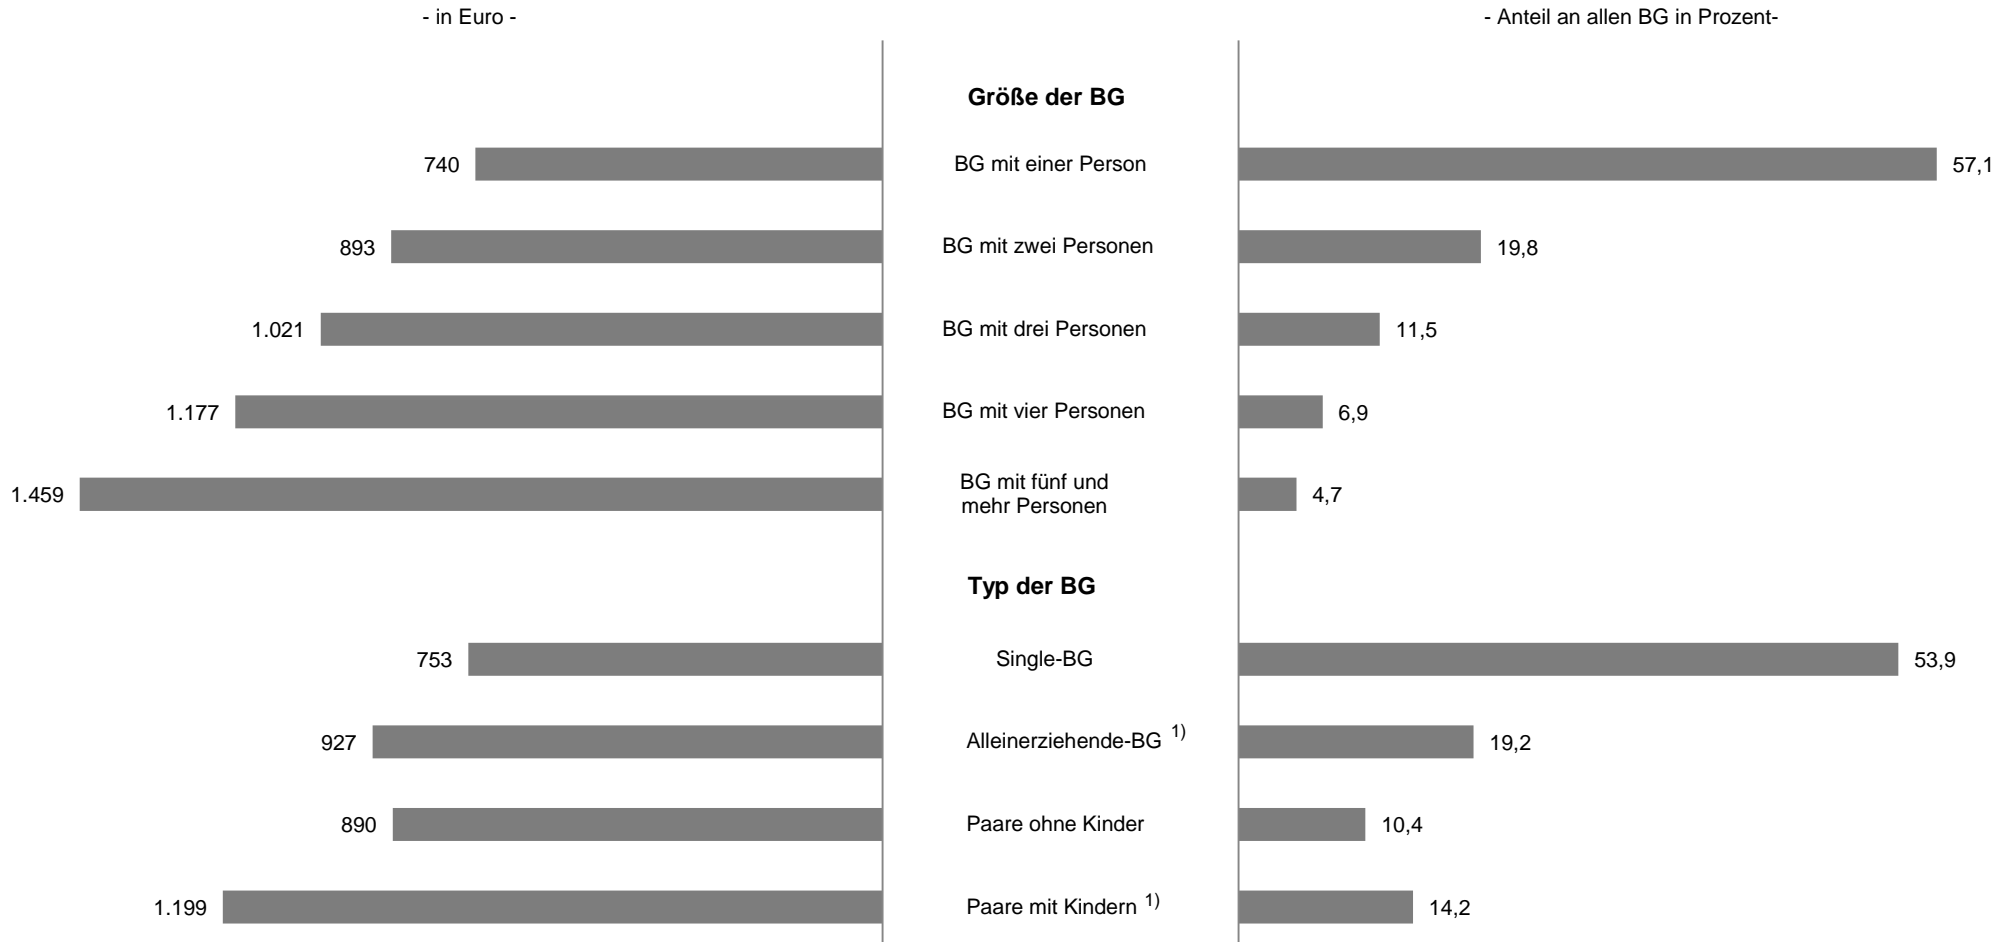 - in Euro -
- Anteil an allen BG in Prozent-
Größe der BG
740 BG mit einer Person 57,1
893 BG mit zwei Personen 19,8
1.021 BG mit drei Personen 11,5
1.177 BG mit vier Personen 6,9
1.459 BG mit fünf und
mehr Personen 4,7
Typ der BG
753 Single-BG 53,9
927 Alleinerziehende-BG 1) 19,2
890 Paare ohne Kinder 10,4
1.199 Paare mit Kindern 1) 14,2